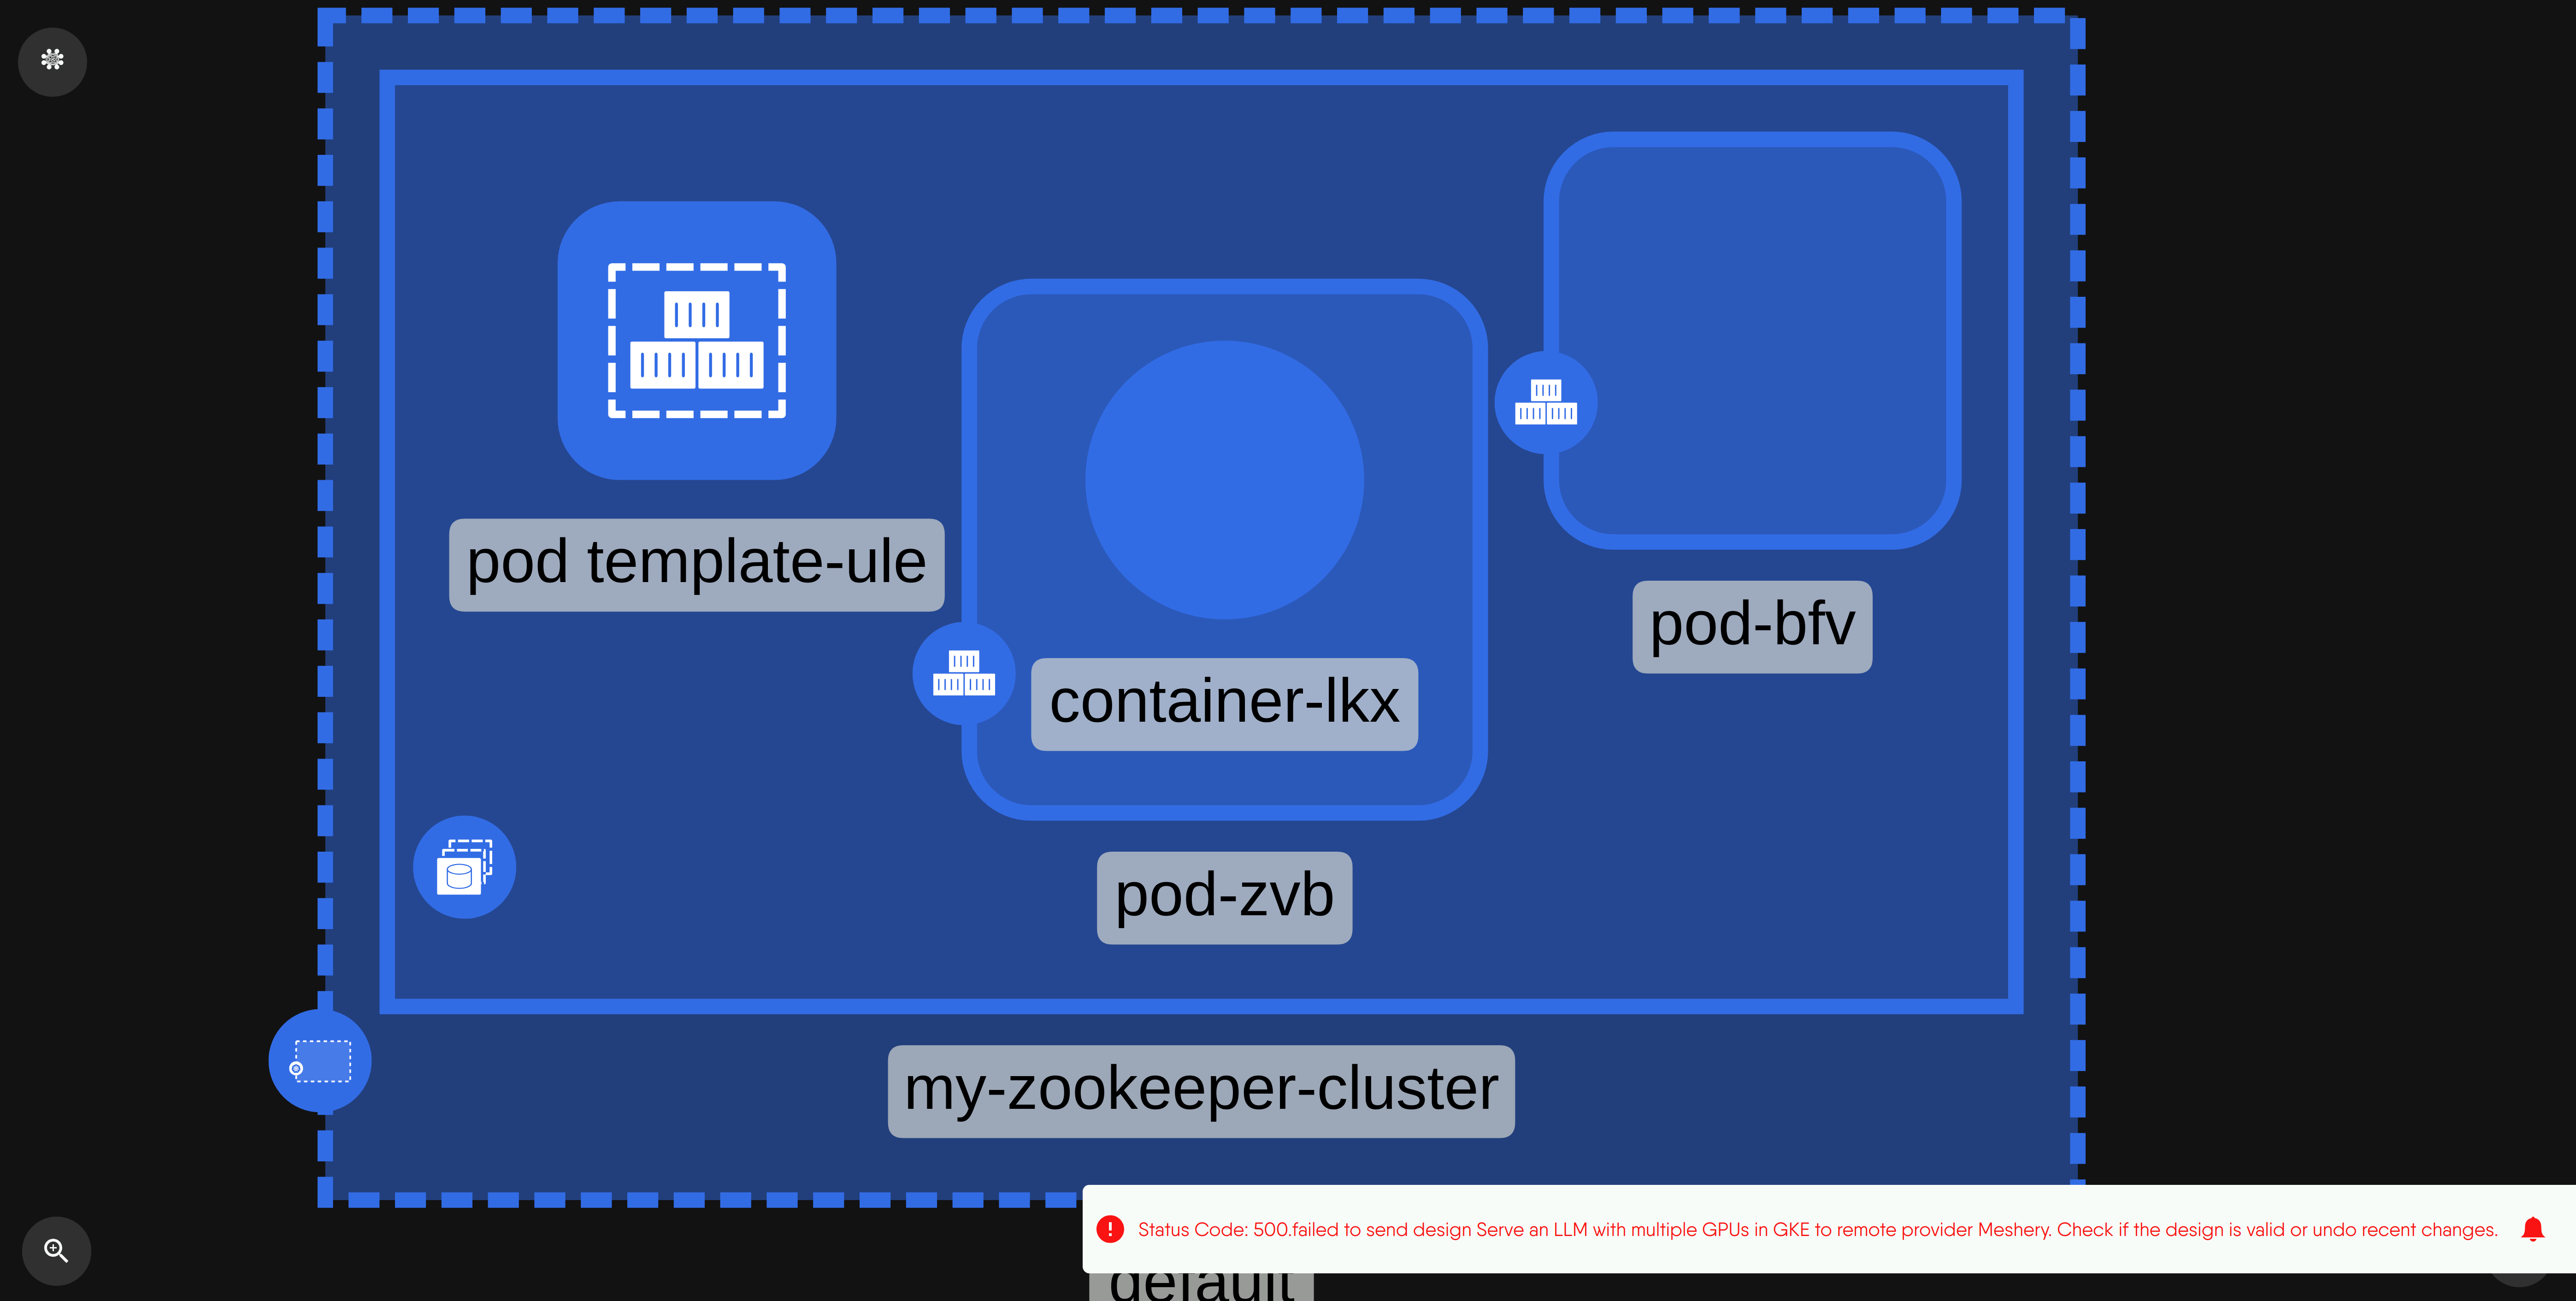 pod template-ule
container-lkx
pod-bfv
pod-zvb
my-zookeeper-cluster
Status Code: 500.failed to send design Serve an LLM with multiple GPUs in GKE to remote provider Meshery. Check if the design is valid or undo recent changes.
default